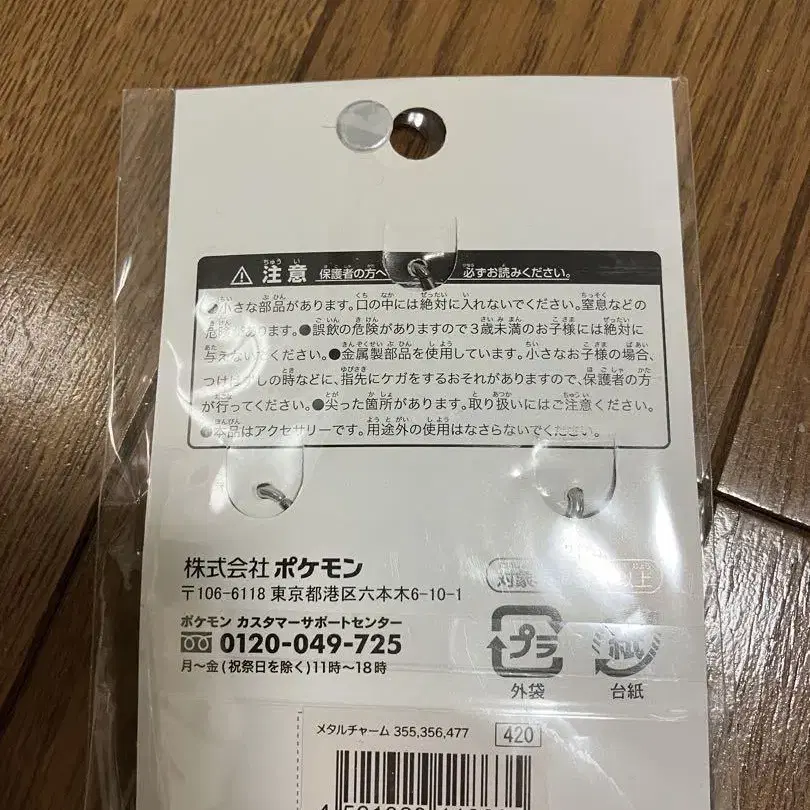 注意 保護者の方へ 必ずお読みください。
小さな部品があります。口の中には絶対に入れないでください。窒息などの
危険があります。●誤飲の危険がありますので3歳未満のお子様には絶対に
与えないでください。●金属製部品を使用しています。小さなお子様の場合、
つけはずしの時などに、指先にケガをするおそれがありますので、保護者の方
が行ってください。●尖った箇所があります。取り扱いにはご注意ください。
●本品はアクセサリーです。用途外の使用はなさらないでください。
株式会社 ポケモン
〒106-6118 東京都港区六本木6-10-1
ポケモン カスタマーサポートセンター
0120-049-725
月〜金(祝祭日を除く)11時〜18時
対象 以上
プラ
外袋
紙
台紙
メタルチャーム 355,356,477
420